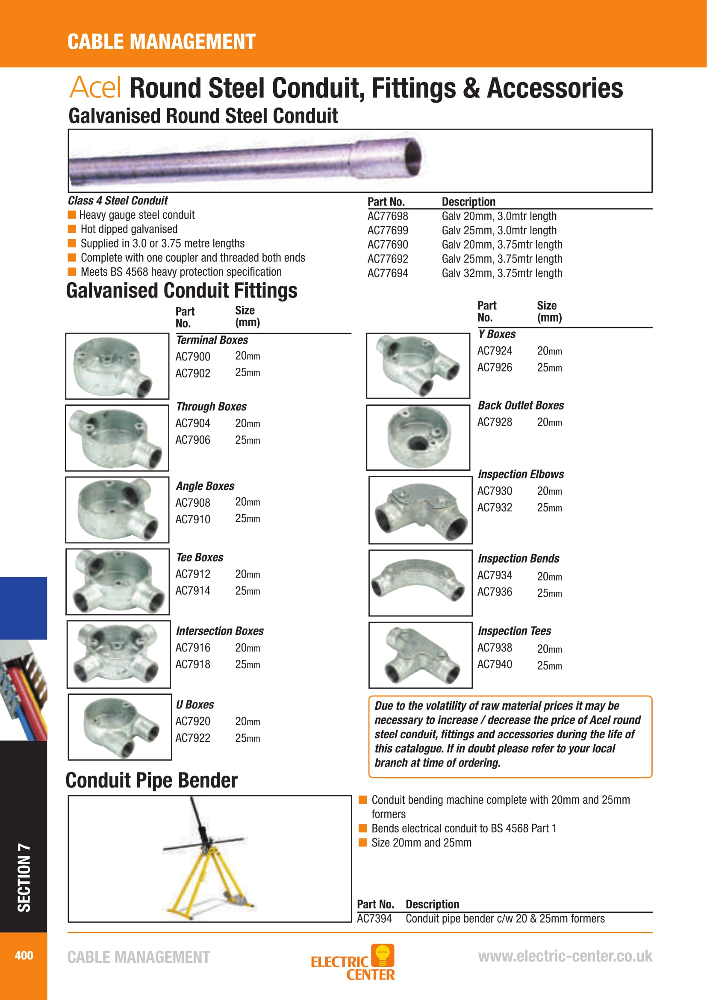 CABLE MANAGEMENT
Acel Round Steel Conduit, Fittings & Accessories
Galvanised Round Steel Conduit
Class 4 Steel Conduit
Heavy gauge steel conduit
Hot dipped galvanised
Supplied in 3.0 or 3.75 metre lengths
Complete with one coupler and threaded both ends
Meets BS 4568 heavy protection specification
Part No. Description
AC77698 Galv 20mm, 3.0mtr length
AC77699 Galv 25mm, 3.0mtr length
AC77690 Galv 20mm, 3.75mtr length
AC77692 Galv 25mm, 3.75mtr length
AC77694 Galv 32mm, 3.75mtr length
Galvanised Conduit Fittings
Part Size
No. (mm)
Terminal Boxes
AC7900 20mm
AC7902 25mm
Through Boxes
AC7904 20mm
AC7906 25mm
Angle Boxes
AC7908 20mm
AC7910 25mm
Tee Boxes
AC7912 20mm
AC7914 25mm
Intersection Boxes
AC7916 20mm
AC7918 25mm
U Boxes
AC7920 20mm
AC7922 25mm
Part Size
No. (mm)
Y Boxes
AC7924 20mm
AC7926 25mm
Back Outlet Boxes
AC7928 20mm
Inspection Elbows
AC7930 20mm
AC7932 25mm
Inspection Bends
AC7934 20mm
AC7936 25mm
Inspection Tees
AC7938 20mm
AC7940 25mm
Due to the volatility of raw material prices it may be
necessary to increase / decrease the price of Acel round
steel conduit, fittings and accessories during the life of
this catalogue. If in doubt please refer to your local
branch at time of ordering.
Conduit Pipe Bender
Conduit bending machine complete with 20mm and 25mm
formers
Bends electrical conduit to BS 4568 Part 1
Size 20mm and 25mm
Part No. Description
AC7394 Conduit pipe bender c/w 20 & 25mm formers
SECTION 7
400
CABLE MANAGEMENT
ELECTRIC
CENTER
www.electric-center.co.uk